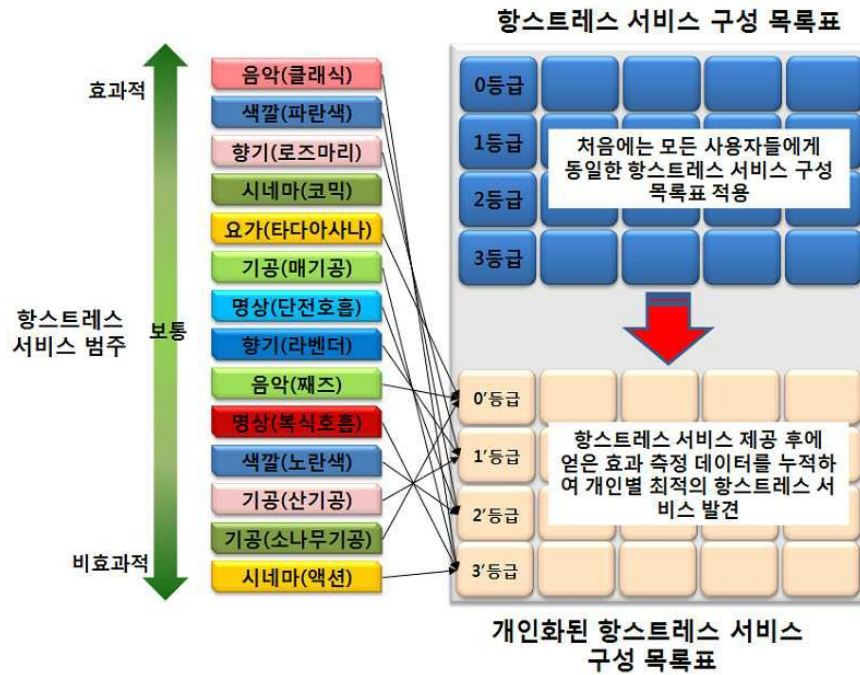 항스트레스 서비스 구성 목록표
효과적
보통
비효과적
항스트레스
서비스 범주
음악(클래식)
색깔(파란색)
향기(로즈마리)
시네마(코믹)
요가(타다아사나)
기공(매기공)
명상(단전호흡)
향기(라벤더)
음악(째즈)
명상(복식호흡)
색깔(노란색)
기공(산기공)
기공(소나무기공)
시네마(액션)
0등급
1등급
2등급
3등급
처음에는 모든 사용자들에게
동일한 항스트레스 서비스 구성
목록표 적용
0’등급
1’등급
2’등급
3’등급
항스트레스 서비스 제공 후에
얻은 효과 측정 데이터를 누적하
여 개인별 최적의 항스트레스 서
비스 발견
개인화된 항스트레스 서비스
구성 목록표